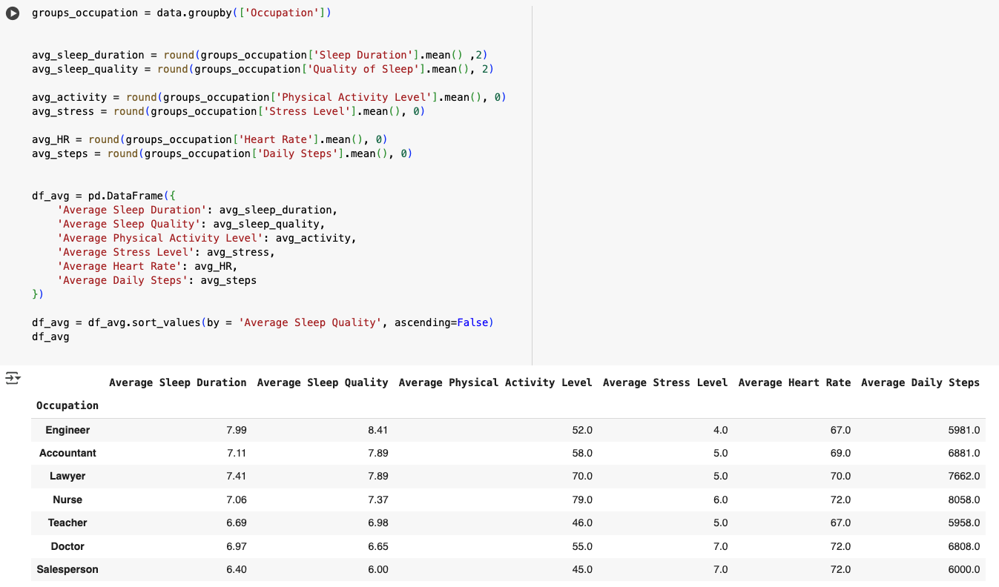 groups_occupation = data.groupby(['Occupation'])
avg_sleep_duration = round(groups_occupation['Sleep Duration'].mean() ,2)
avg_sleep_quality = round(groups_occupation['Quality of Sleep'].mean(), 2)
avg_activity = round(groups_occupation['Physical Activity Level'].mean(), 0)
avg_stress = round(groups_occupation['Stress Level'].mean(), 0)
avg_HR = round(groups_occupation['Heart Rate'].mean(), 0)
avg_steps = round(groups_occupation['Daily Steps'].mean(), 0)
df_avg = pd.DataFrame({
    'Average Sleep Duration': avg_sleep_duration,
    'Average Sleep Quality': avg_sleep_quality,
    'Average Physical Activity Level': avg_activity,
    'Average Stress Level': avg_stress,
    'Average Heart Rate': avg_HR,
    'Average Daily Steps': avg_steps
})
df_avg = df_avg.sort_values(by = 'Average Sleep Quality', ascending=False)
df_avg
Average Sleep Duration Average Sleep Quality Average Physical Activity Level Average Stress Level Average Heart Rate Average Daily Steps
Occupation
Engineer 7.99 8.41 52.0 4.0 67.0 5981.0
Accountant 7.11 7.89 58.0 5.0 69.0 6881.0
Lawyer 7.41 7.89 70.0 5.0 70.0 7662.0
Nurse 7.06 7.37 79.0 6.0 72.0 8058.0
Teacher 6.69 6.98 46.0 5.0 67.0 5958.0
Doctor 6.97 6.65 55.0 7.0 72.0 6808.0
Salesperson 6.40 6.00 45.0 7.0 72.0 6000.0